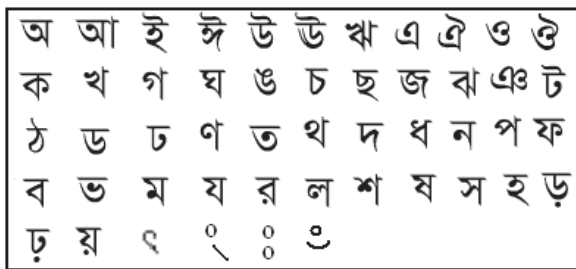 অ আ ই ঈ উ ঊ ঋ এ ঐ ও ঔ
ক খ গ ঘ ঙ চ ছ জ ঝ ঞ ট
ঠ ড ঢ ণ ত থ দ ধ ন প ফ
ব ভ ম য র ল শ ষ স হ ড়
ঢ় য় ৎ ং ঃ ঁ